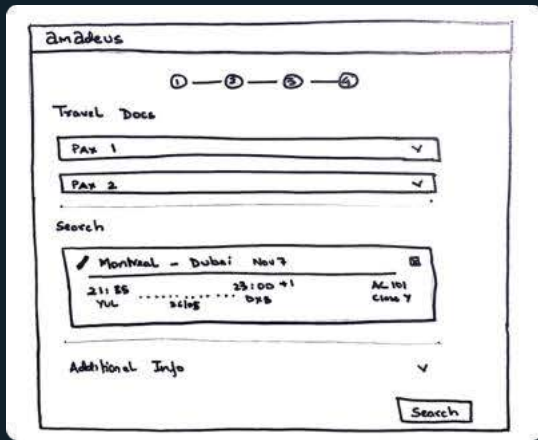 amadeus
1 2 3 4
Travel Docs
PAX 1
PAX 2
Search
Montreal - Dubai Nov 7
21:55 23:00 +1 AC 101
YUL DXB Class Y
Additional Info
Search